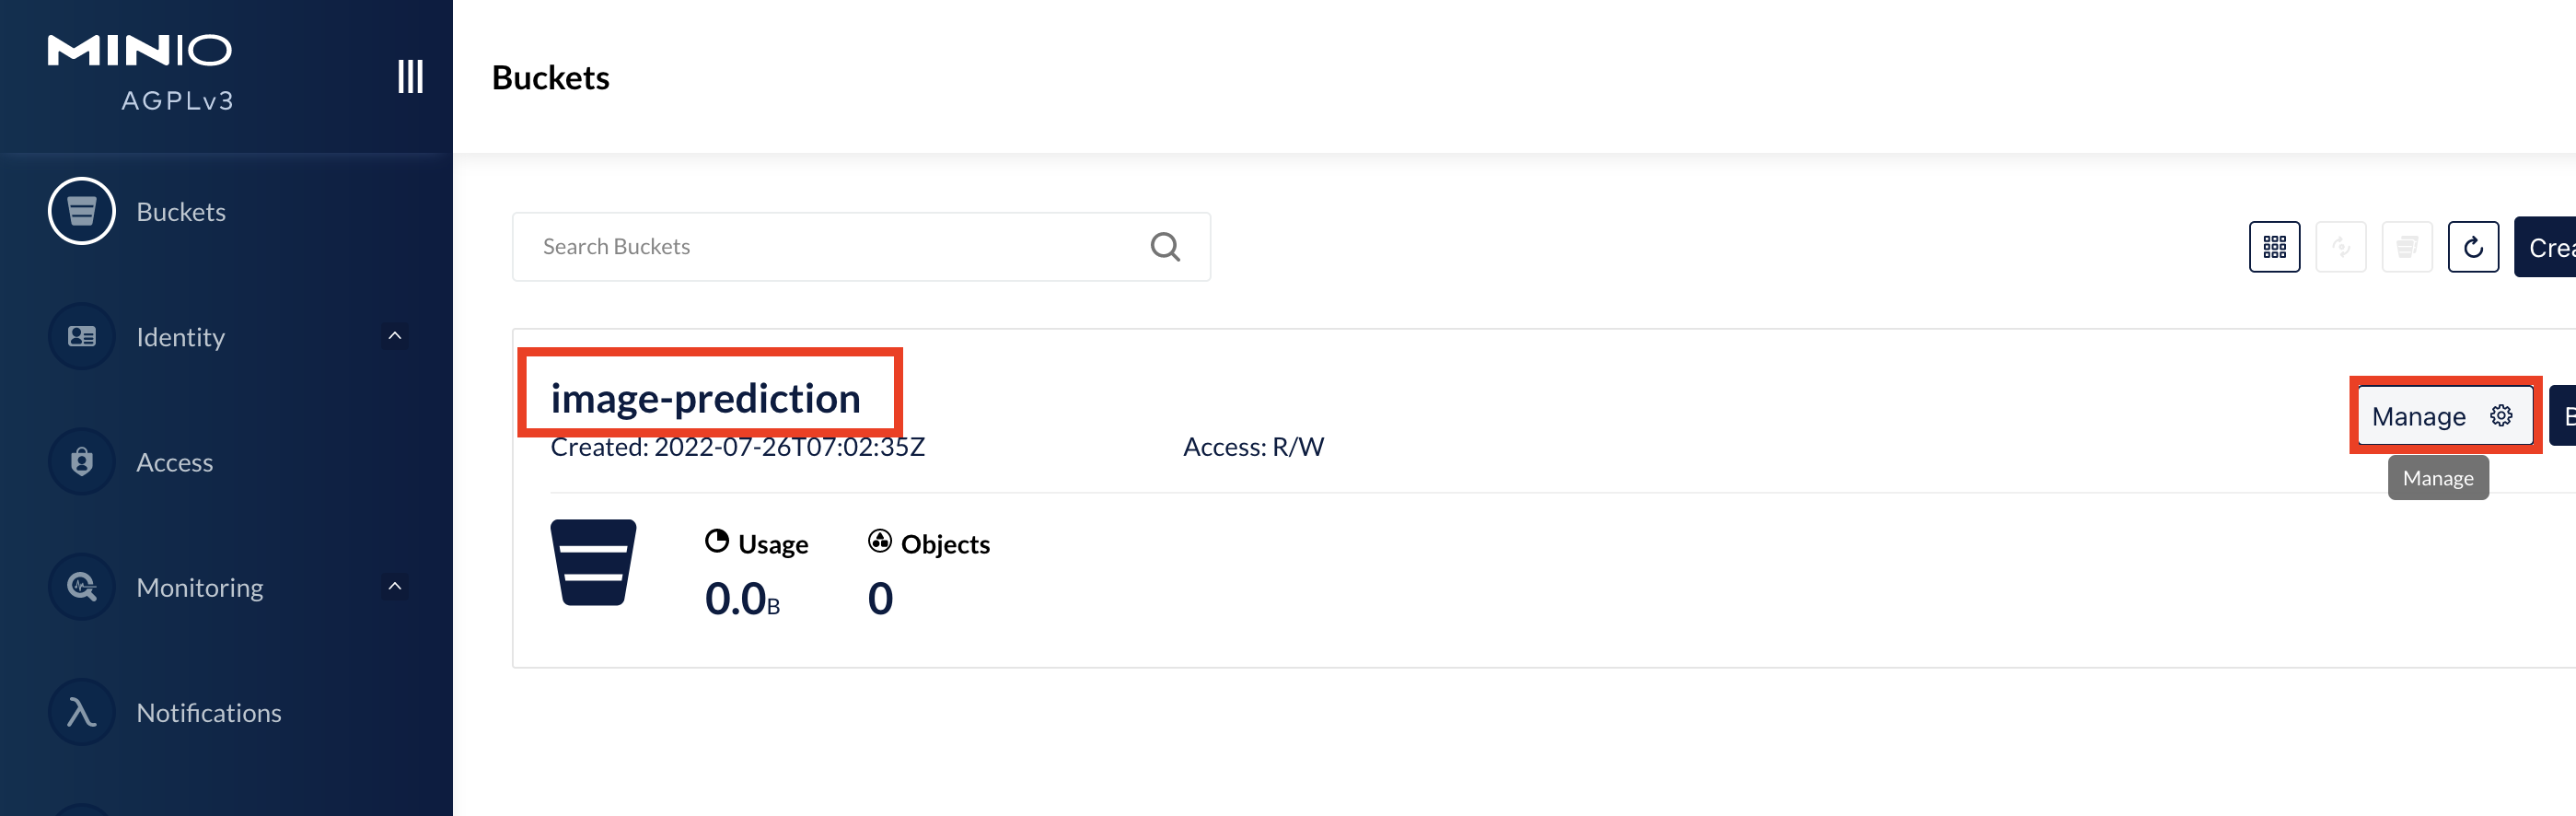 MINIO
AGPLv3
Buckets
Identity
Access
Monitoring
Notifications
Buckets
Search Buckets
image-prediction
Created: 2022-07-26T07:02:35Z
Access: R/W
Manage
Manage
Usage
Objects
0.0B
0